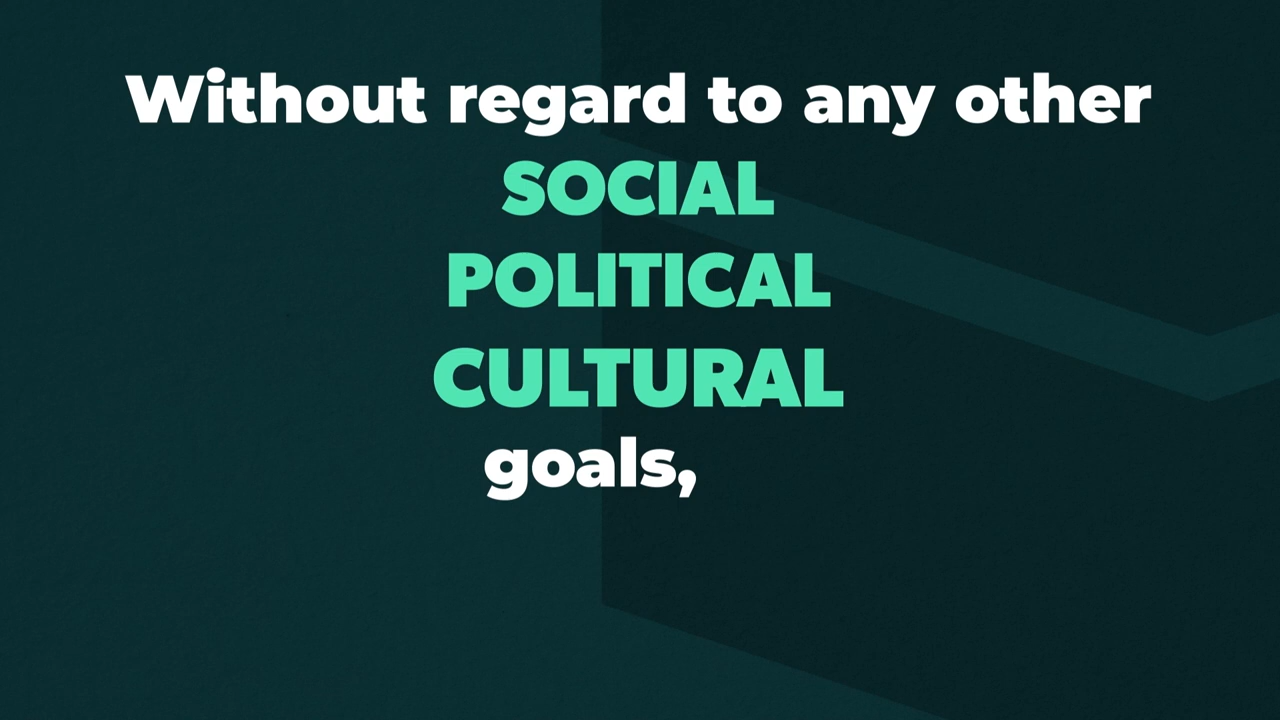 Without regard to any other
SOCIAL
POLITICAL
CULTURAL
goals,